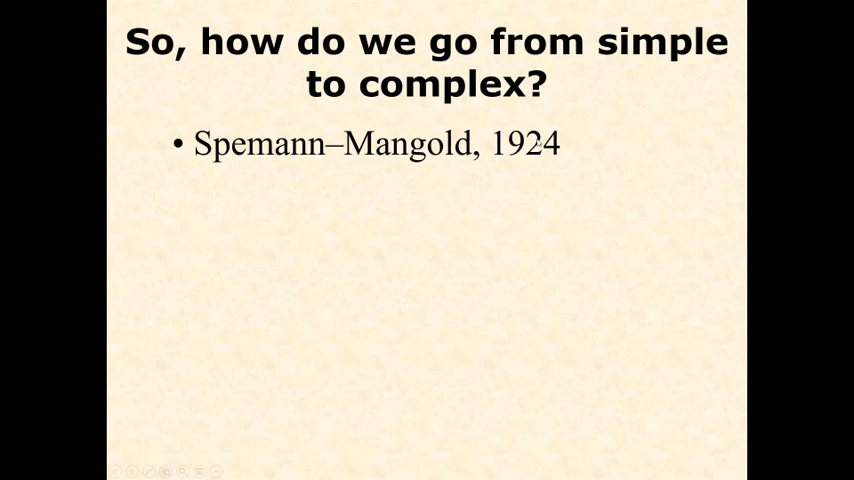 So, how do we go from simple
to complex?
• Spemann–Mangold, 1924